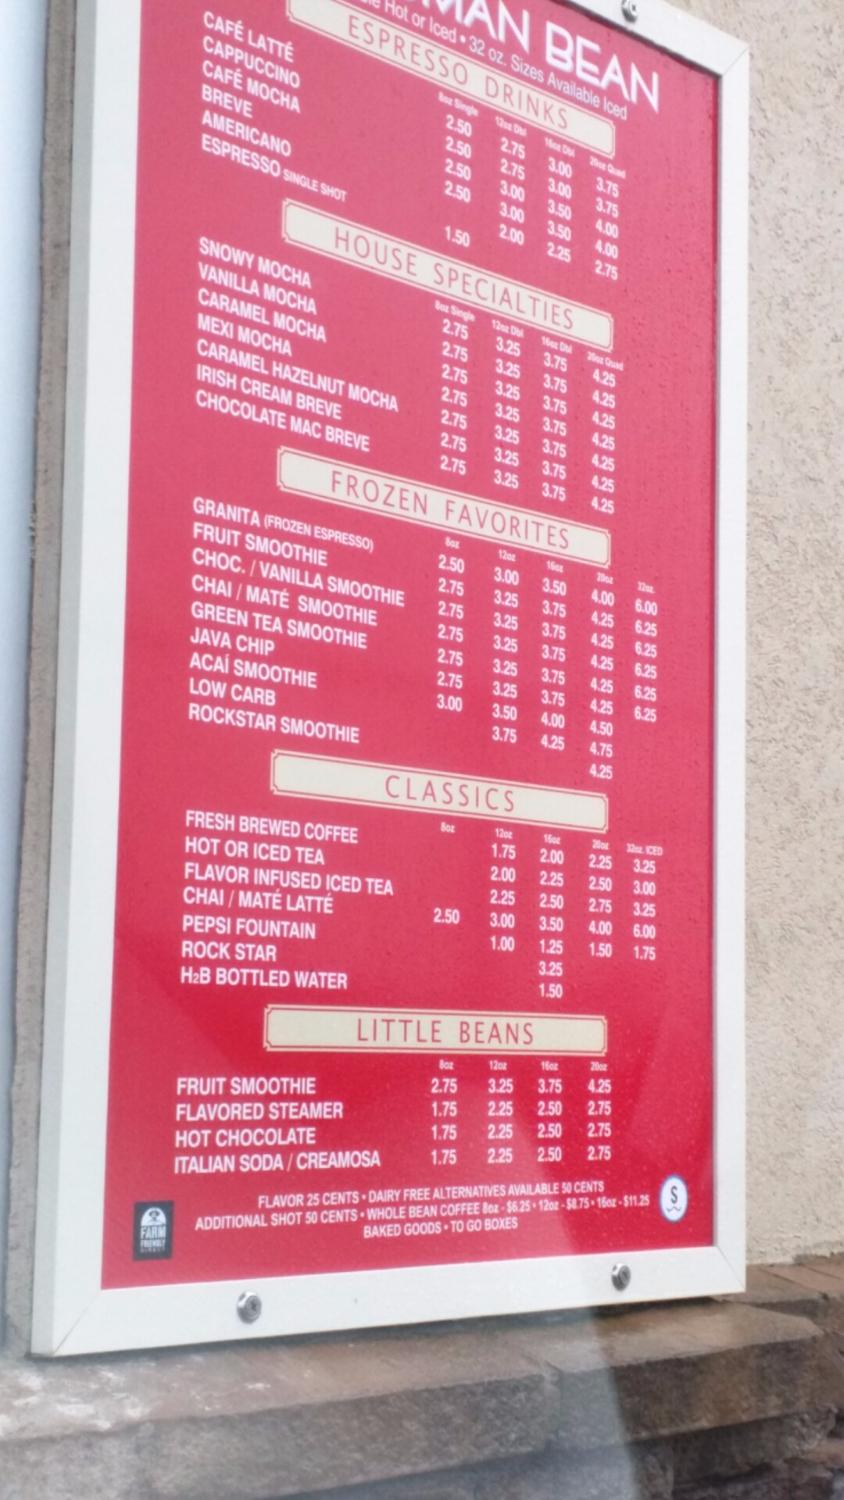 MAN BEAN
Hot or Iced • 32 oz. Sizes Available Iced
ESPRESSO DRINKS
8oz Single 12oz Dbl 16oz Dbl 20oz Quad
CAFÉ LATTÉ 2.50 2.75 3.00 3.75
CAPPUCCINO 2.50 2.75 3.00 3.75
CAFÉ MOCHA 2.50 3.00 3.50 4.00
BREVE 2.50 3.00 3.50 4.00
AMERICANO 2.00 2.25 2.75
ESPRESSO SINGLE SHOT 1.50
HOUSE SPECIALTIES
8oz Single 12oz Dbl 16oz Dbl 20oz Quad
SNOWY MOCHA 2.75 3.25 3.75 4.25
VANILLA MOCHA 2.75 3.25 3.75 4.25
CARAMEL MOCHA 2.75 3.25 3.75 4.25
MEXI MOCHA 2.75 3.25 3.75 4.25
CARAMEL HAZELNUT MOCHA 2.75 3.25 3.75 4.25
IRISH CREAM BREVE 2.75 3.25 3.75 4.25
CHOCOLATE MAC BREVE 2.75 3.25 3.75 4.25
FROZEN FAVORITES
8oz 12oz 16oz 20oz 32oz.
GRANITA (FROZEN ESPRESSO) 2.50 3.00 3.50 4.00 6.00
FRUIT SMOOTHIE 2.75 3.25 3.75 4.25 6.25
CHOC. / VANILLA SMOOTHIE 2.75 3.25 3.75 4.25 6.25
CHAI / MATÉ SMOOTHIE 2.75 3.25 3.75 4.25 6.25
GREEN TEA SMOOTHIE 2.75 3.25 3.75 4.25 6.25
JAVA CHIP 2.75 3.25 3.75 4.25 6.25
ACAÍ SMOOTHIE 3.00 3.50 4.00 4.50
LOW CARB 3.75 4.25 4.75
ROCKSTAR SMOOTHIE 4.25
CLASSICS
8oz 12oz 16oz 20oz 32oz. ICED
FRESH BREWED COFFEE 1.75 2.00 2.25 3.25
HOT OR ICED TEA 2.00 2.25 2.50 3.00
FLAVOR INFUSED ICED TEA 2.25 2.50 2.75 3.25
CHAI / MATÉ LATTÉ 2.50 3.00 3.50 4.00 6.00
PEPSI FOUNTAIN 1.00 1.25 1.50 1.75
ROCK STAR 3.25
H2B BOTTLED WATER 1.50
LITTLE BEANS
8oz 12oz 16oz 20oz
FRUIT SMOOTHIE 2.75 3.25 3.75 4.25
FLAVORED STEAMER 1.75 2.25 2.50 2.75
HOT CHOCOLATE 1.75 2.25 2.50 2.75
ITALIAN SODA / CREAMOSA 1.75 2.25 2.50 2.75
FLAVOR 25 CENTS • DAIRY FREE ALTERNATIVES AVAILABLE 50 CENTS
ADDITIONAL SHOT 50 CENTS • WHOLE BEAN COFFEE 8oz - $6.25 • 12oz - $8.75 • 16oz - $11.25
BAKED GOODS • TO GO BOXES
FARM
FRIENDLY
DIRECT
S